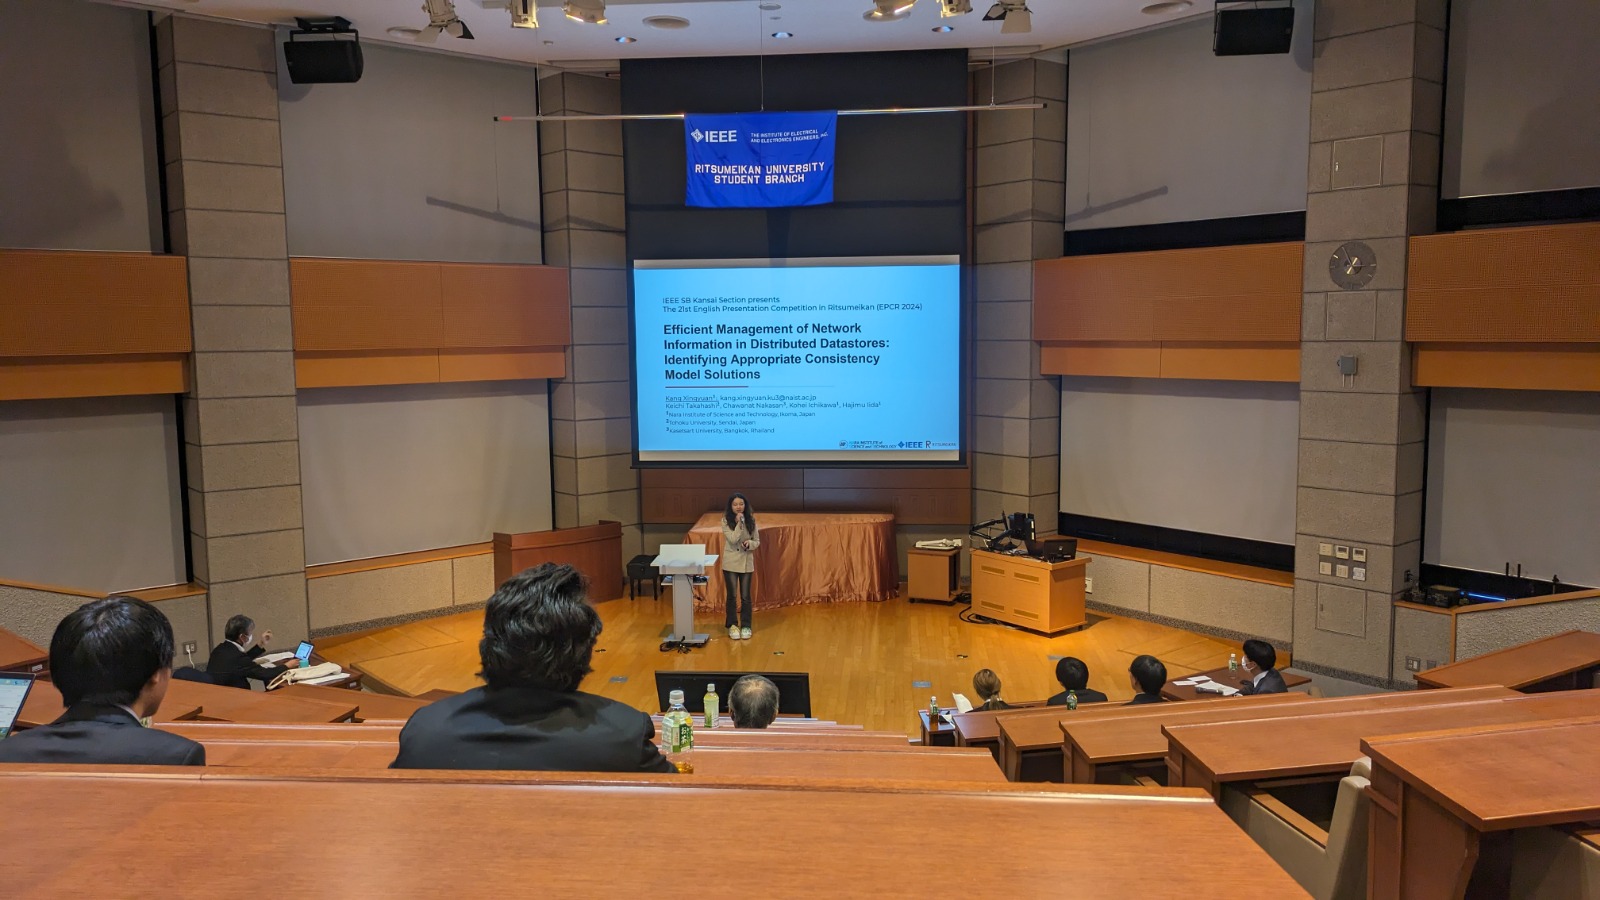 IEEE
THE INSTITUTE OF ELECTRICAL
AND ELECTRONICS ENGINEERS, INC.
RITSUMEIKAN UNIVERSITY
STUDENT BRANCH
IEEE SB Kansai Section presents
The 21st English Presentation Competition in Ritsumeikan (EPCR 2024)
Efficient Management of Network
Information in Distributed Datastores:
Identifying Appropriate Consistency
Model Solutions
Kang Xingyuan¹, kang.xingyuan.ku3@naist.ac.jp
Keichi Takahashi², Chawanat Nakasan³, Kohei Ichikawa¹, Hajimu Iida¹
¹Nara Institute of Science and Technology, Ikoma, Japan
²Tohoku University, Sendai, Japan
³Kasetsart University, Bangkok, Thailand
IEEE